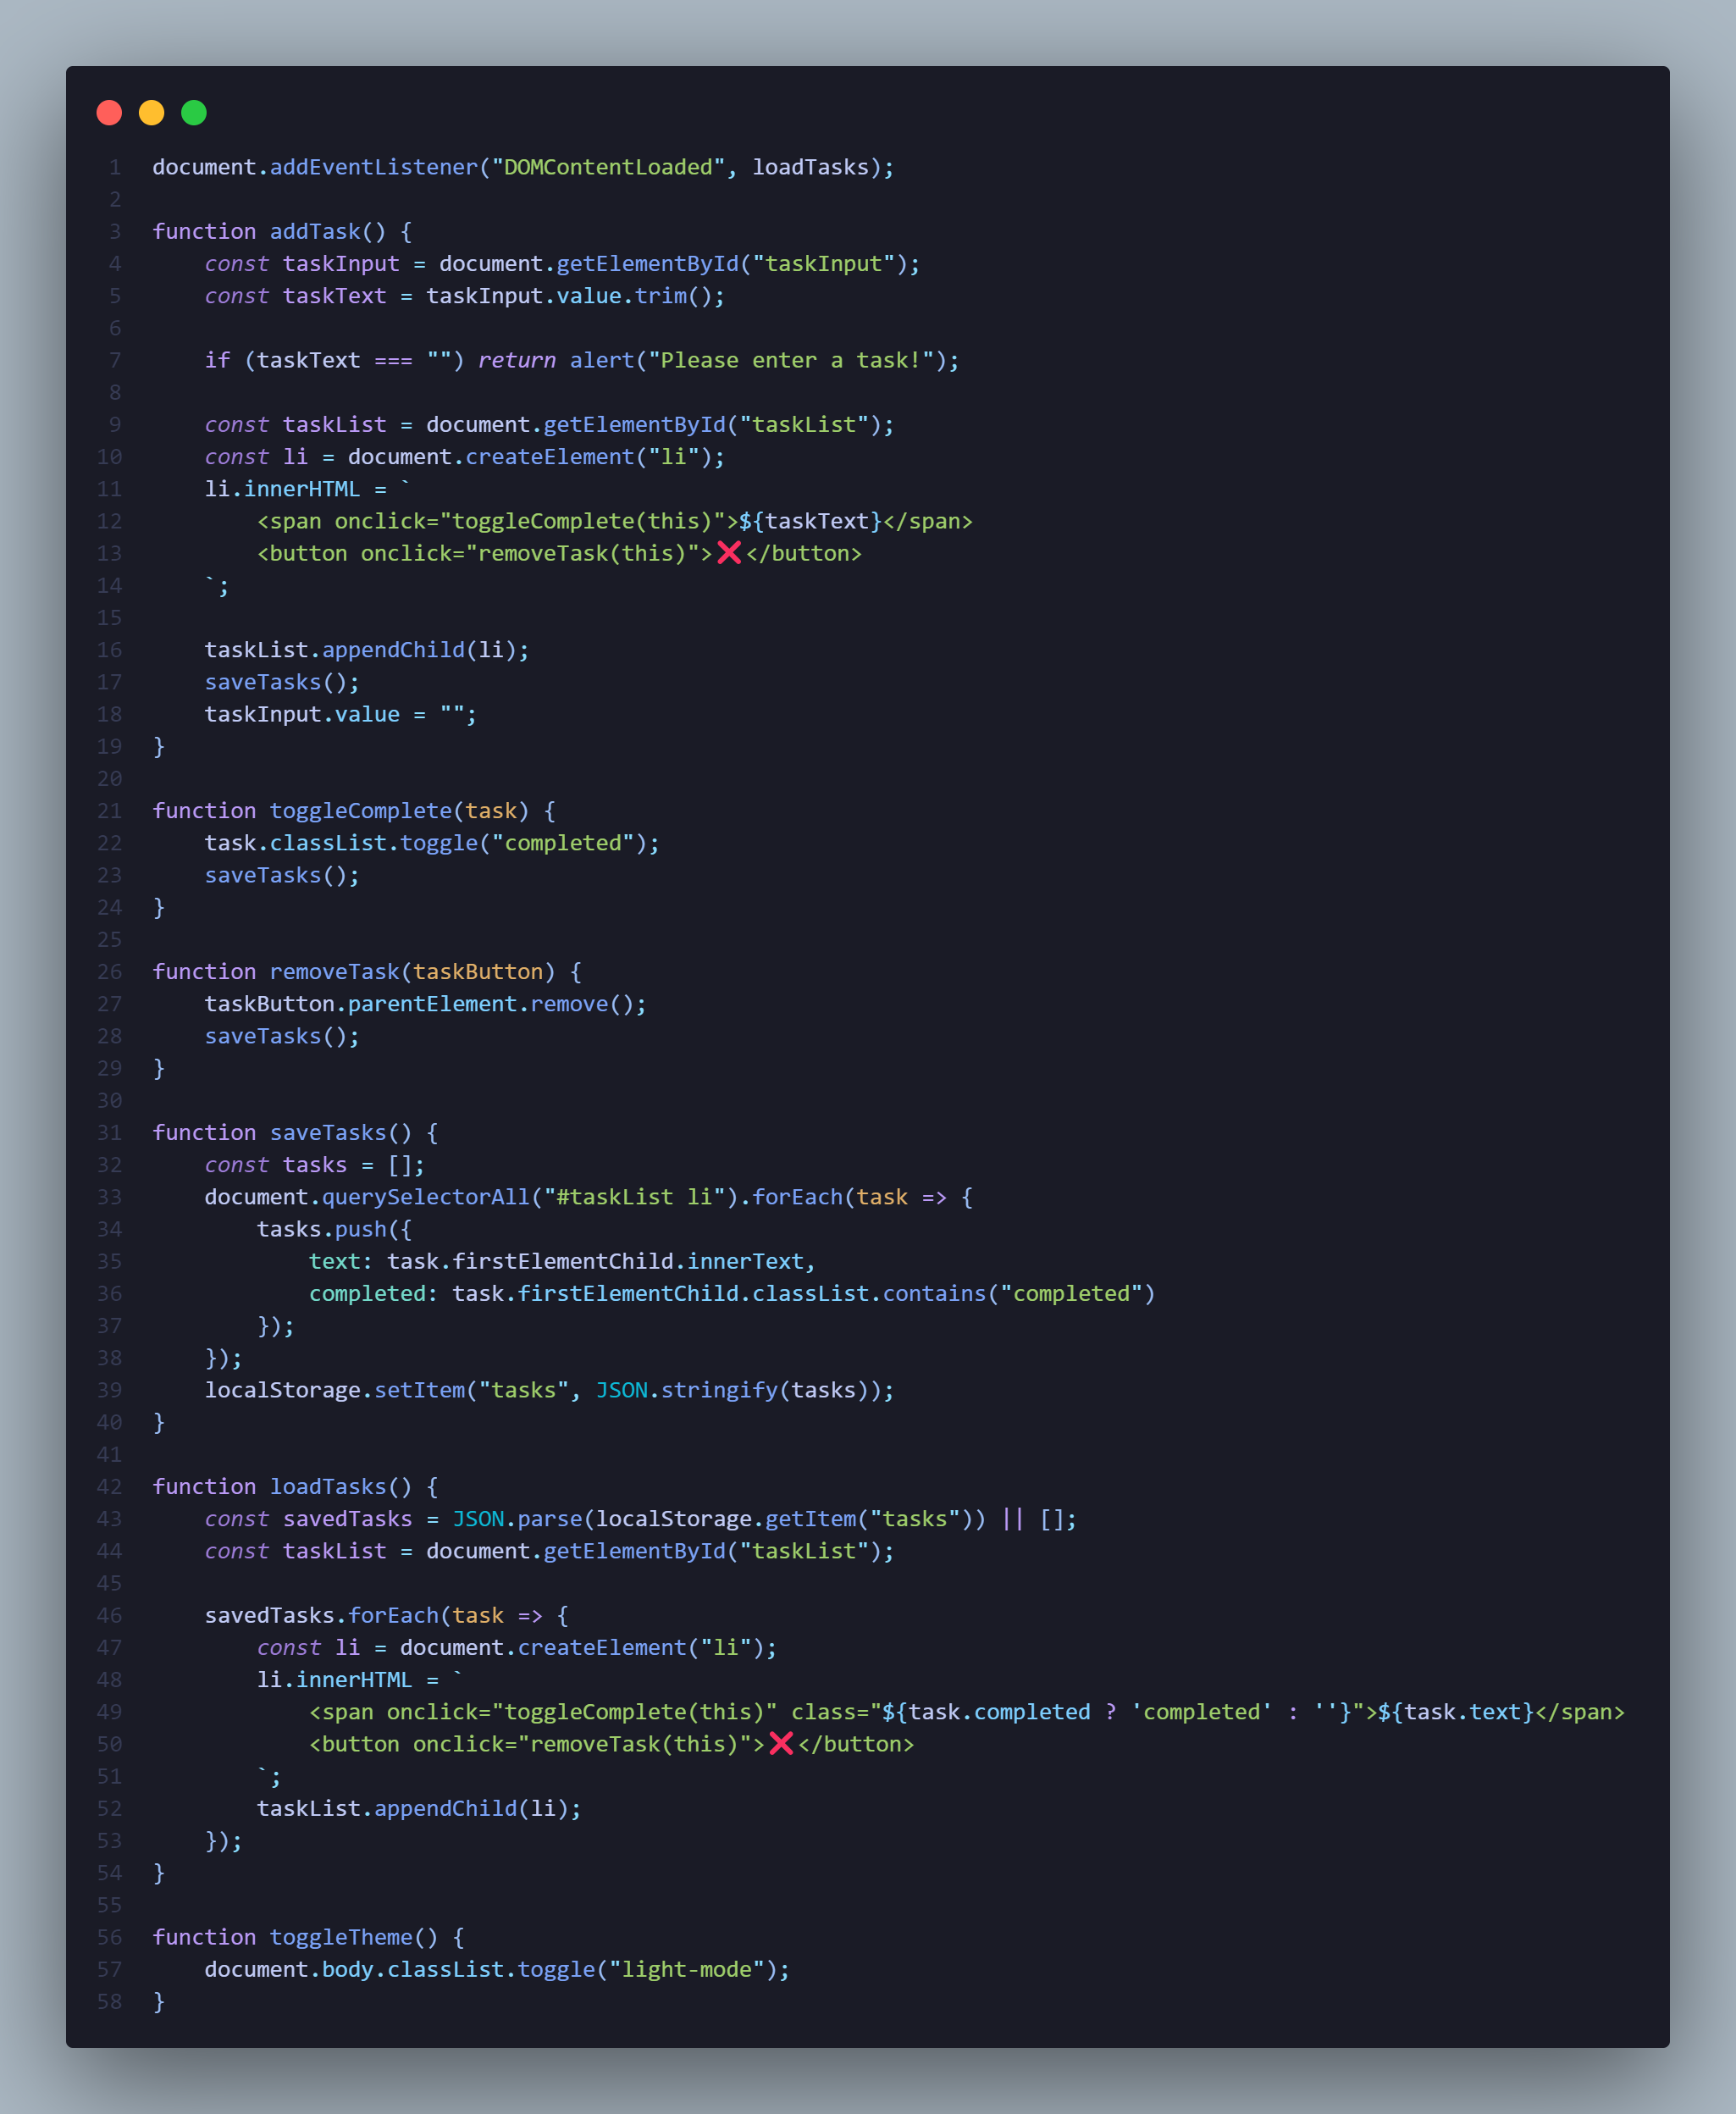 1 document.addEventListener("DOMContentLoaded", loadTasks);
2
3 function addTask() {
4     const taskInput = document.getElementById("taskInput");
5     const taskText = taskInput.value.trim();
6
7     if (taskText === "") return alert("Please enter a task!");
8
9     const taskList = document.getElementById("taskList");
10     const li = document.createElement("li");
11     li.innerHTML = `
12         <span onclick="toggleComplete(this)">${taskText}</span>
13         <button onclick="removeTask(this)">❌</button>
14     `;
15
16     taskList.appendChild(li);
17     saveTasks();
18     taskInput.value = "";
19 }
20
21 function toggleComplete(task) {
22     task.classList.toggle("completed");
23     saveTasks();
24 }
25
26 function removeTask(taskButton) {
27     taskButton.parentElement.remove();
28     saveTasks();
29 }
30
31 function saveTasks() {
32     const tasks = [];
33     document.querySelectorAll("#taskList li").forEach(task => {
34         tasks.push({
35             text: task.firstElementChild.innerText,
36             completed: task.firstElementChild.classList.contains("completed")
37         });
38     });
39     localStorage.setItem("tasks", JSON.stringify(tasks));
40 }
41
42 function loadTasks() {
43     const savedTasks = JSON.parse(localStorage.getItem("tasks")) || [];
44     const taskList = document.getElementById("taskList");
45
46     savedTasks.forEach(task => {
47         const li = document.createElement("li");
48         li.innerHTML = `
49             <span onclick="toggleComplete(this)" class="${task.completed ? 'completed' : ''}">${task.text}</span>
50             <button onclick="removeTask(this)">❌</button>
51         `;
52         taskList.appendChild(li);
53     });
54 }
55
56 function toggleTheme() {
57     document.body.classList.toggle("light-mode");
58 }